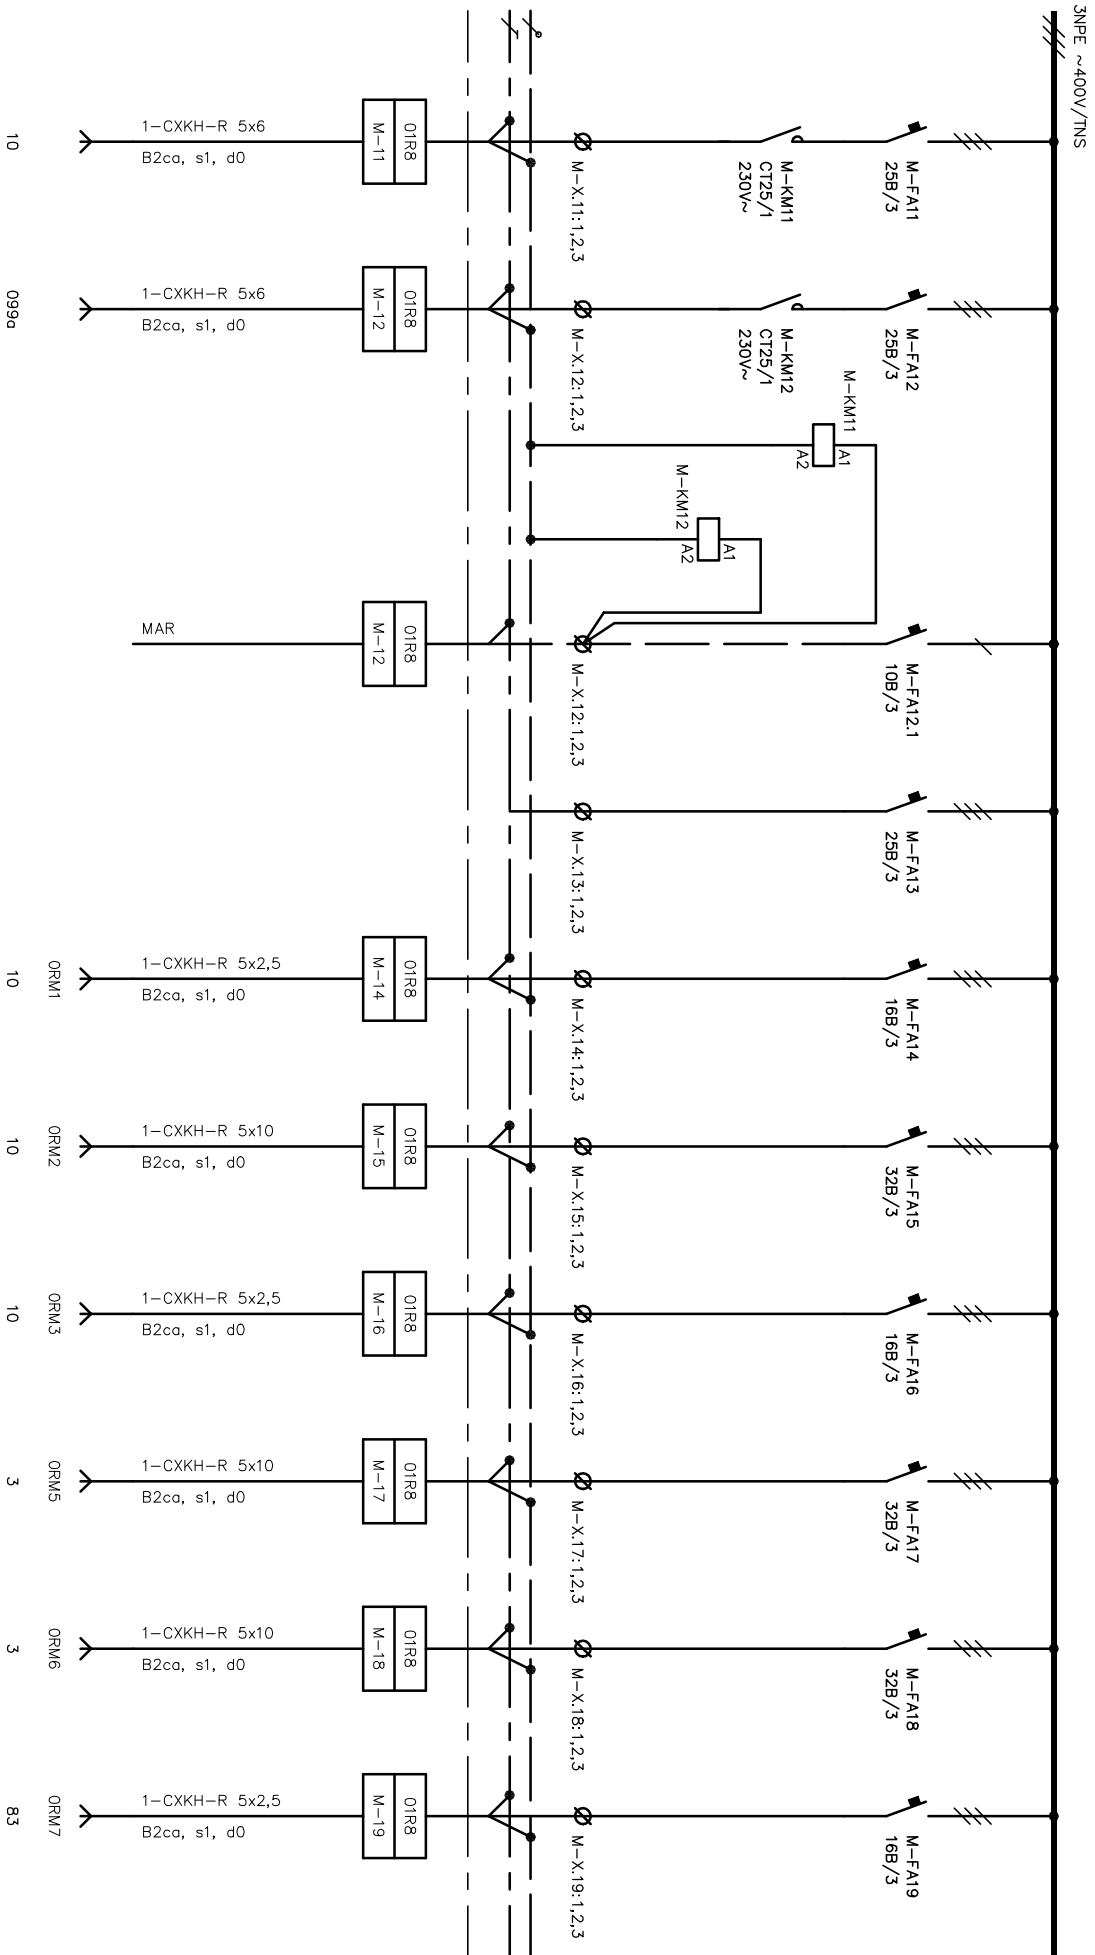 3NPE ~400V/TNS
M-FA11
25B/3
M-KM11
CT25/1
230V~
M-X.11:1,2,3
01R8
M-11
1-CXKH-R 5x6
B2ca, s1, d0
10
M-FA12
25B/3
M-KM12
CT25/1
230V~
M-X.12:1,2,3
01R8
M-12
1-CXKH-R 5x6
B2ca, s1, d0
099a
M-KM11
A1
A2
M-KM12
A1
A2
M-FA12.1
10B/3
M-X.12:1,2,3
01R8
M-12
MAR
M-FA13
25B/3
M-X.13:1,2,3
M-FA14
16B/3
M-X.14:1,2,3
01R8
M-14
1-CXKH-R 5x2,5
B2ca, s1, d0
0RM1
10
M-FA15
32B/3
M-X.15:1,2,3
01R8
M-15
1-CXKH-R 5x10
B2ca, s1, d0
0RM2
10
M-FA16
16B/3
M-X.16:1,2,3
01R8
M-16
1-CXKH-R 5x2,5
B2ca, s1, d0
0RM3
10
M-FA17
32B/3
M-X.17:1,2,3
01R8
M-17
1-CXKH-R 5x10
B2ca, s1, d0
0RM5
3
M-FA18
32B/3
M-X.18:1,2,3
01R8
M-18
1-CXKH-R 5x10
B2ca, s1, d0
0RM6
3
M-FA19
16B/3
M-X.19:1,2,3
01R8
M-19
1-CXKH-R 5x2,5
B2ca, s1, d0
0RM7
83